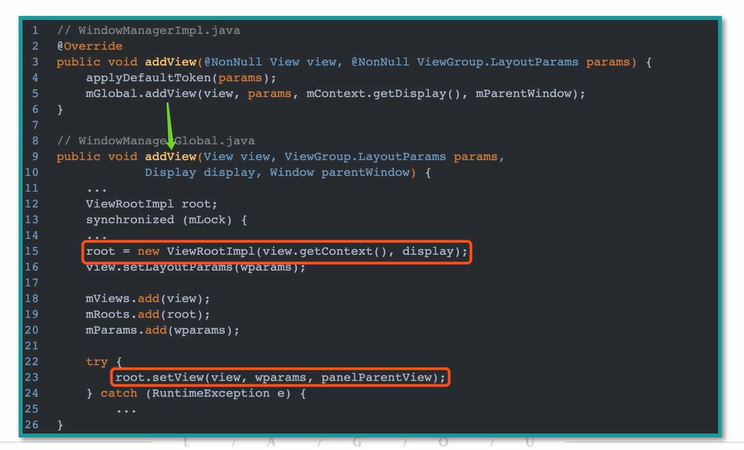 1 // WindowManagerImpl.java
2 @Override
3 public void addView(@NonNull View view, @NonNull ViewGroup.LayoutParams params) {
4     applyDefaultToken(params);
5     mGlobal.addView(view, params, mContext.getDisplay(), mParentWindow);
6 }
7
8 // WindowManagerGlobal.java
9 public void addView(View view, ViewGroup.LayoutParams params,
10             Display display, Window parentWindow) {
11     ...
12     ViewRootImpl root;
13     synchronized (mLock) {
14     ...
15     root = new ViewRootImpl(view.getContext(), display);
16     view.setLayoutParams(wparams);
17
18     mViews.add(view);
19     mRoots.add(root);
20     mParams.add(wparams);
21
22     try {
23         root.setView(view, wparams, panelParentView);
24     } catch (RuntimeException e) {
25         ...
26 }
L / A / G / O / U